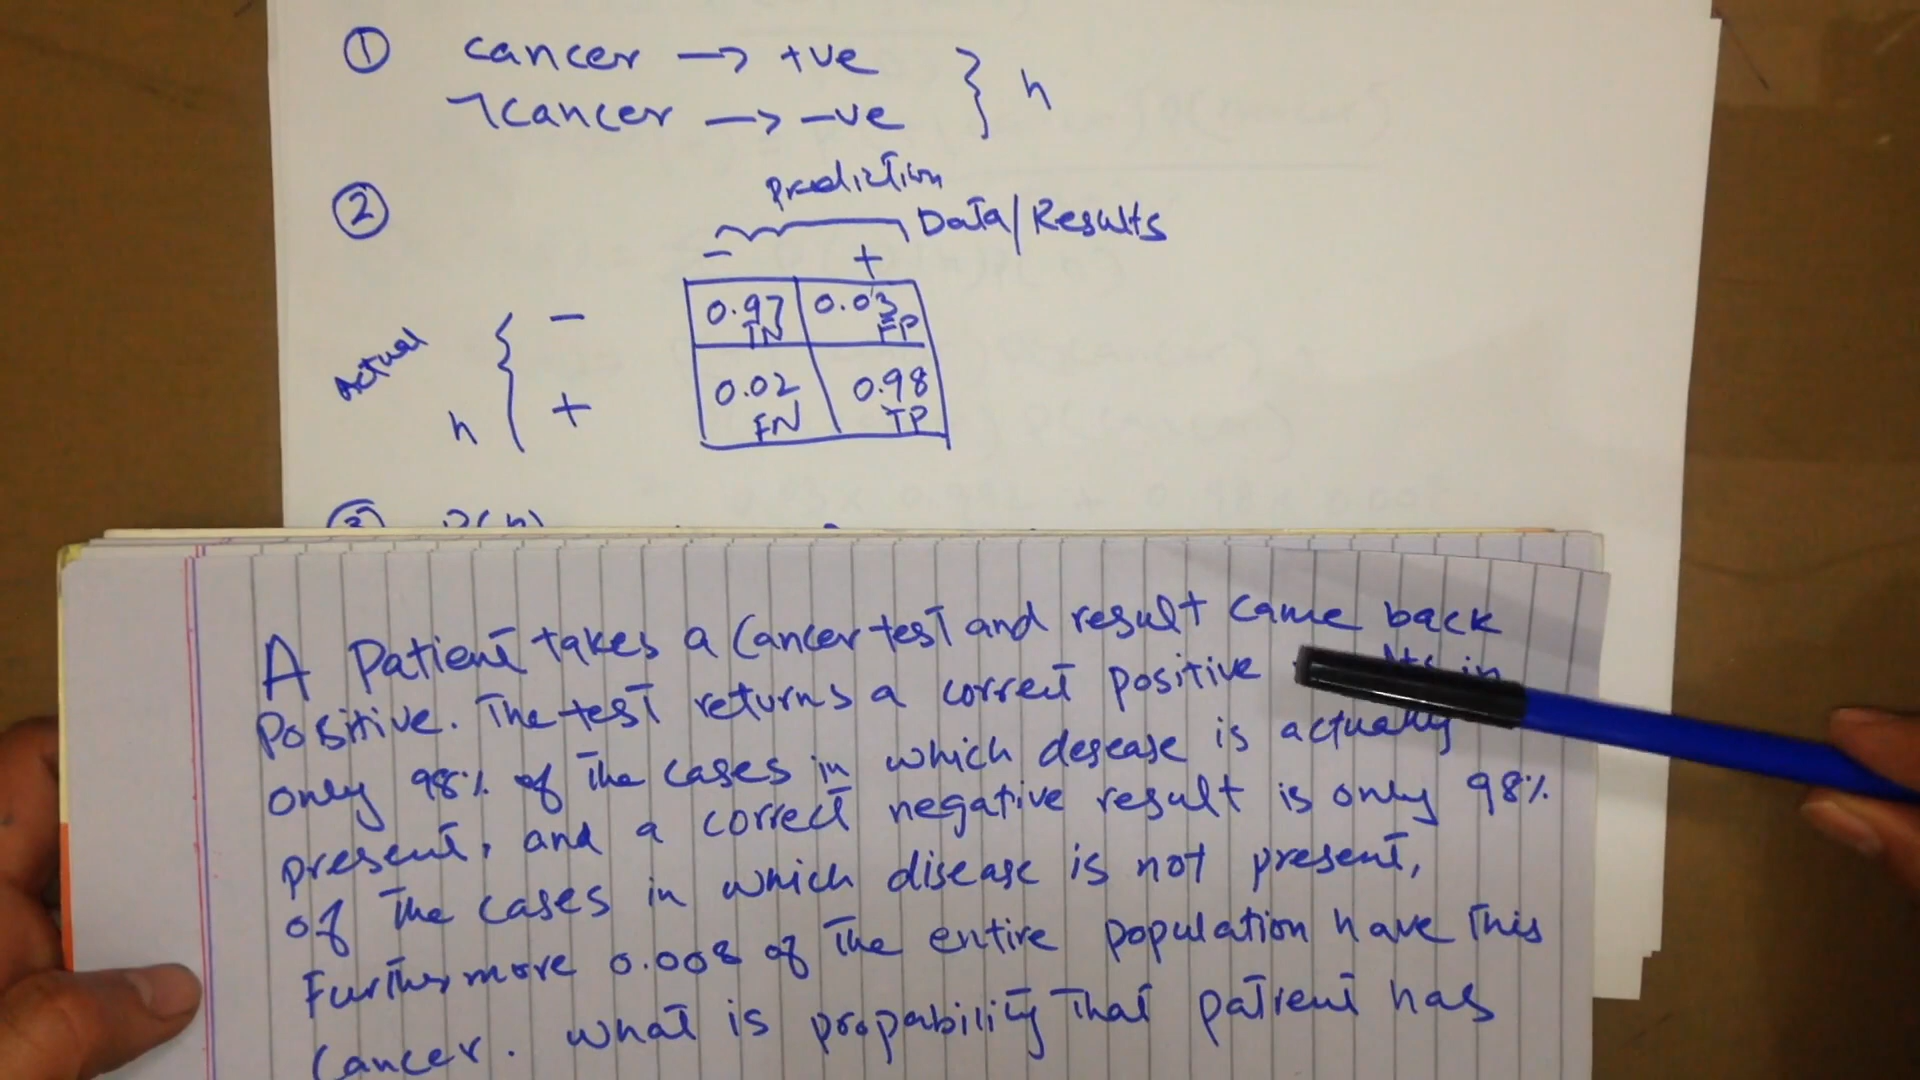 ① cancer → +ve
¬cancer → -ve } h
②
prediction
Data/Results
- +
Actual
h { -
0.97 TN 0.03 FP
+ 0.02 FN 0.98 TP
③ P(h)
A Patient takes a Cancer test and result came back
Positive. The test returns a correct positive in
only 98% of the cases in which desease is actually
present, and a correct negative result is only 98%
of the cases in which disease is not present,
Furthermore 0.008 of the entire population have this
Cancer. What is propability that patient has